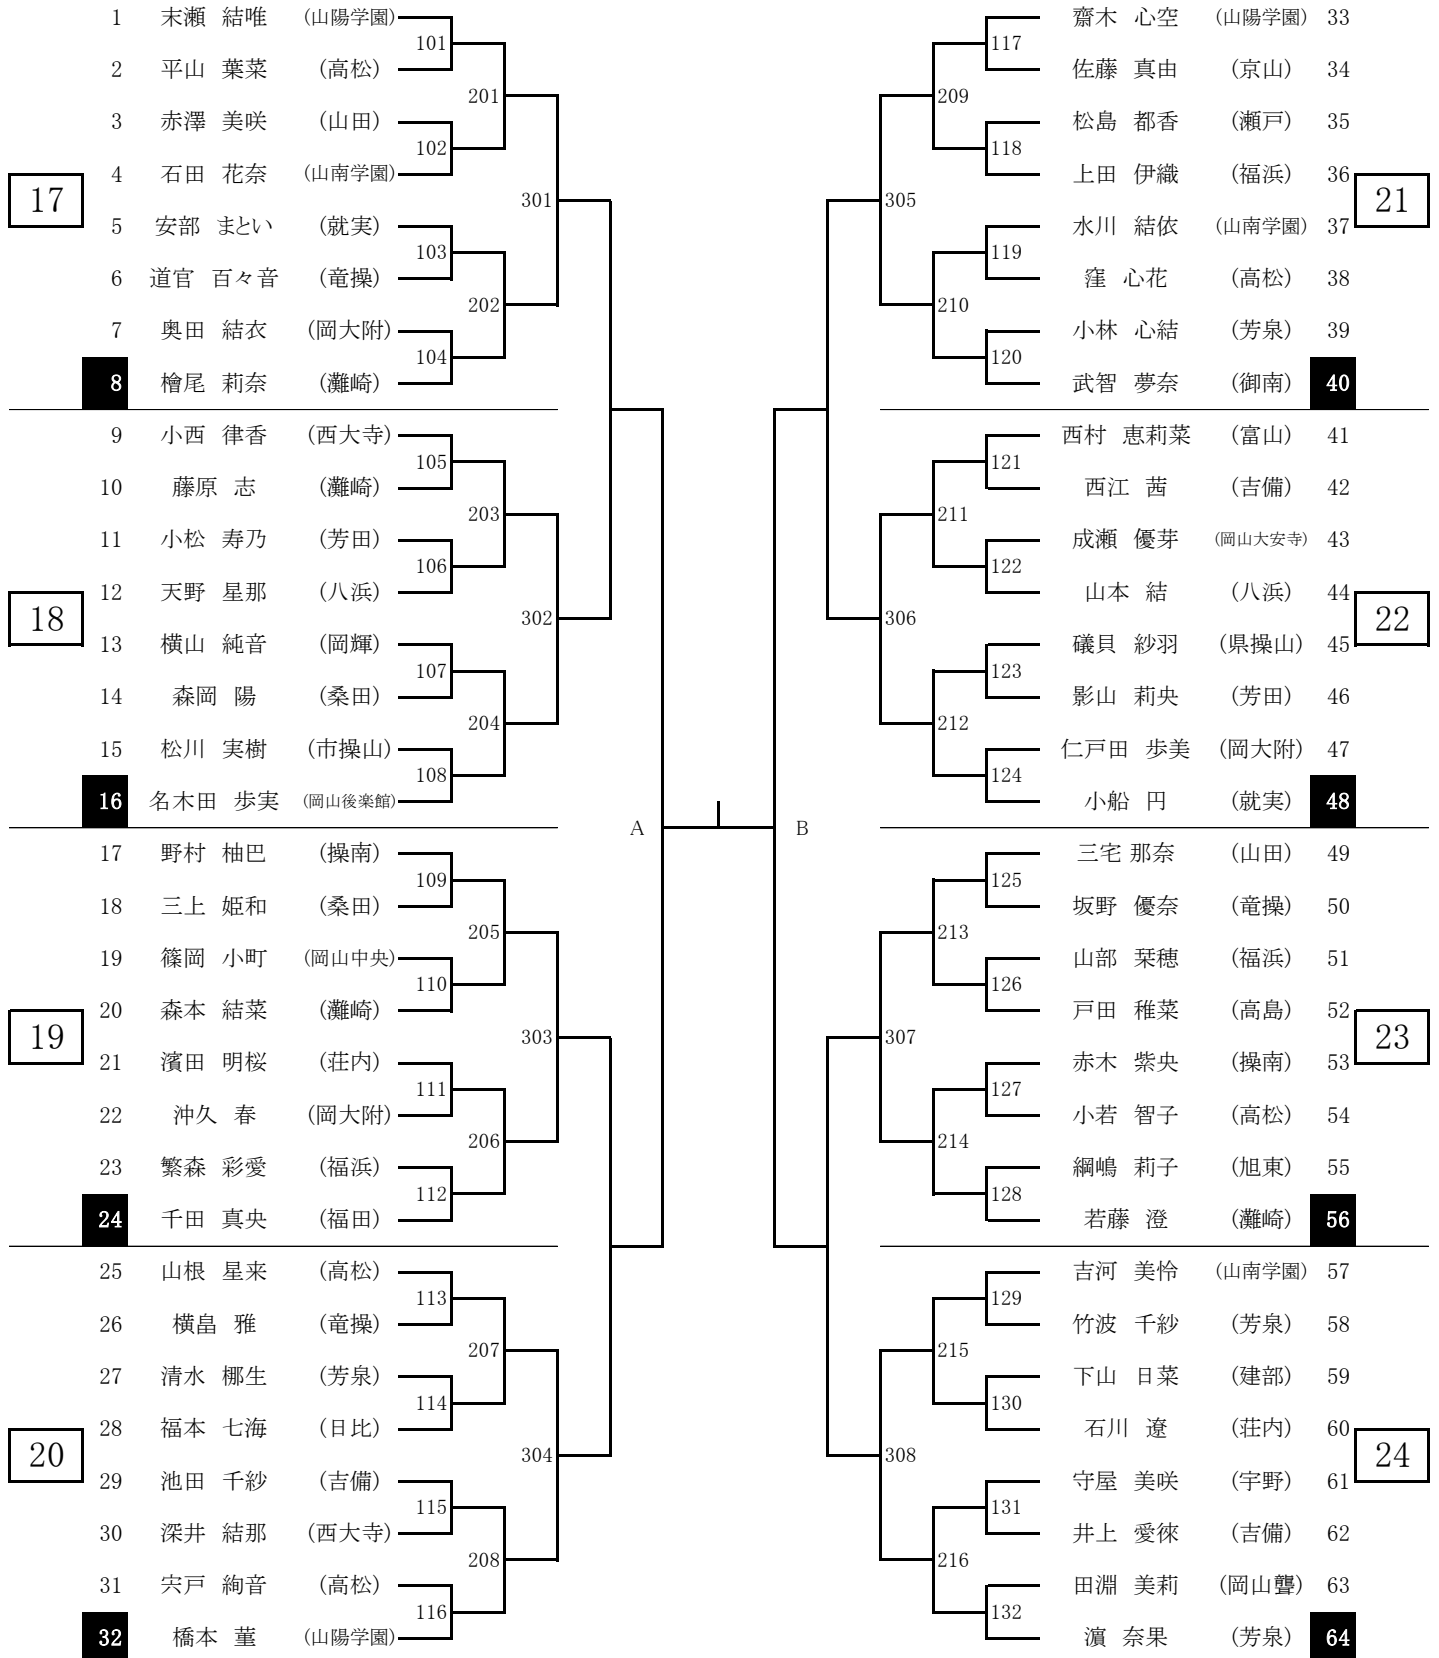 1 末瀬 結唯 (山陽学園)
2 平山 葉菜 (高松)
3 赤澤 美咲 (山田)
4 石田 花奈 (山南学園)
5 安部 まとい (就実)
6 道官 百々音 (竜操)
7 奥田 結衣 (岡大附)
8 檜尾 莉奈 (灘崎)
17
101
102
103
104
201
202
301
9 小西 律香 (西大寺)
10 藤原 志 (灘崎)
11 小松 寿乃 (芳田)
12 天野 星那 (八浜)
13 横山 純音 (岡輝)
14 森岡 陽 (桑田)
15 松川 実樹 (市操山)
16 名木田 歩実 (岡山後楽館)
18
105
106
107
108
203
204
302
17 野村 柚巴 (操南)
18 三上 姫和 (桑田)
19 篠岡 小町 (岡山中央)
20 森本 結菜 (灘崎)
21 濱田 明桜 (荘内)
22 沖久 春 (岡大附)
23 繁森 彩愛 (福浜)
24 千田 真央 (福田)
19
109
110
111
112
205
206
303
25 山根 星来 (高松)
26 横畠 雅 (竜操)
27 清水 梛生 (芳泉)
28 福本 七海 (日比)
29 池田 千紗 (吉備)
30 深井 結那 (西大寺)
31 宍戸 絢音 (高松)
32 橋本 菫 (山陽学園)
20
113
114
115
116
207
208
304
A
B
齋木 心空 (山陽学園) 33
佐藤 真由 (京山) 34
松島 都香 (瀬戸) 35
上田 伊織 (福浜) 36
水川 結依 (山南学園) 37
窪 心花 (高松) 38
小林 心結 (芳泉) 39
武智 夢奈 (御南) 40
21
117
118
119
120
209
210
305
西村 恵莉菜 (富山) 41
西江 茜 (吉備) 42
成瀬 優芽 (岡山大安寺) 43
山本 結 (八浜) 44
礒貝 紗羽 (県操山) 45
影山 莉央 (芳田) 46
仁戸田 歩美 (岡大附) 47
小船 円 (就実) 48
22
121
122
123
124
211
212
306
三宅 那奈 (山田) 49
坂野 優奈 (竜操) 50
山部 栞穂 (福浜) 51
戸田 稚菜 (高島) 52
赤木 紫央 (操南) 53
小若 智子 (高松) 54
綱嶋 莉子 (旭東) 55
若藤 澄 (灘崎) 56
23
125
126
127
128
213
214
307
吉河 美怜 (山南学園) 57
竹波 千紗 (芳泉) 58
下山 日菜 (建部) 59
石川 遼 (荘内) 60
守屋 美咲 (宇野) 61
井上 愛徠 (吉備) 62
田淵 美莉 (岡山聾) 63
濵 奈果 (芳泉) 64
24
129
130
131
132
215
216
308